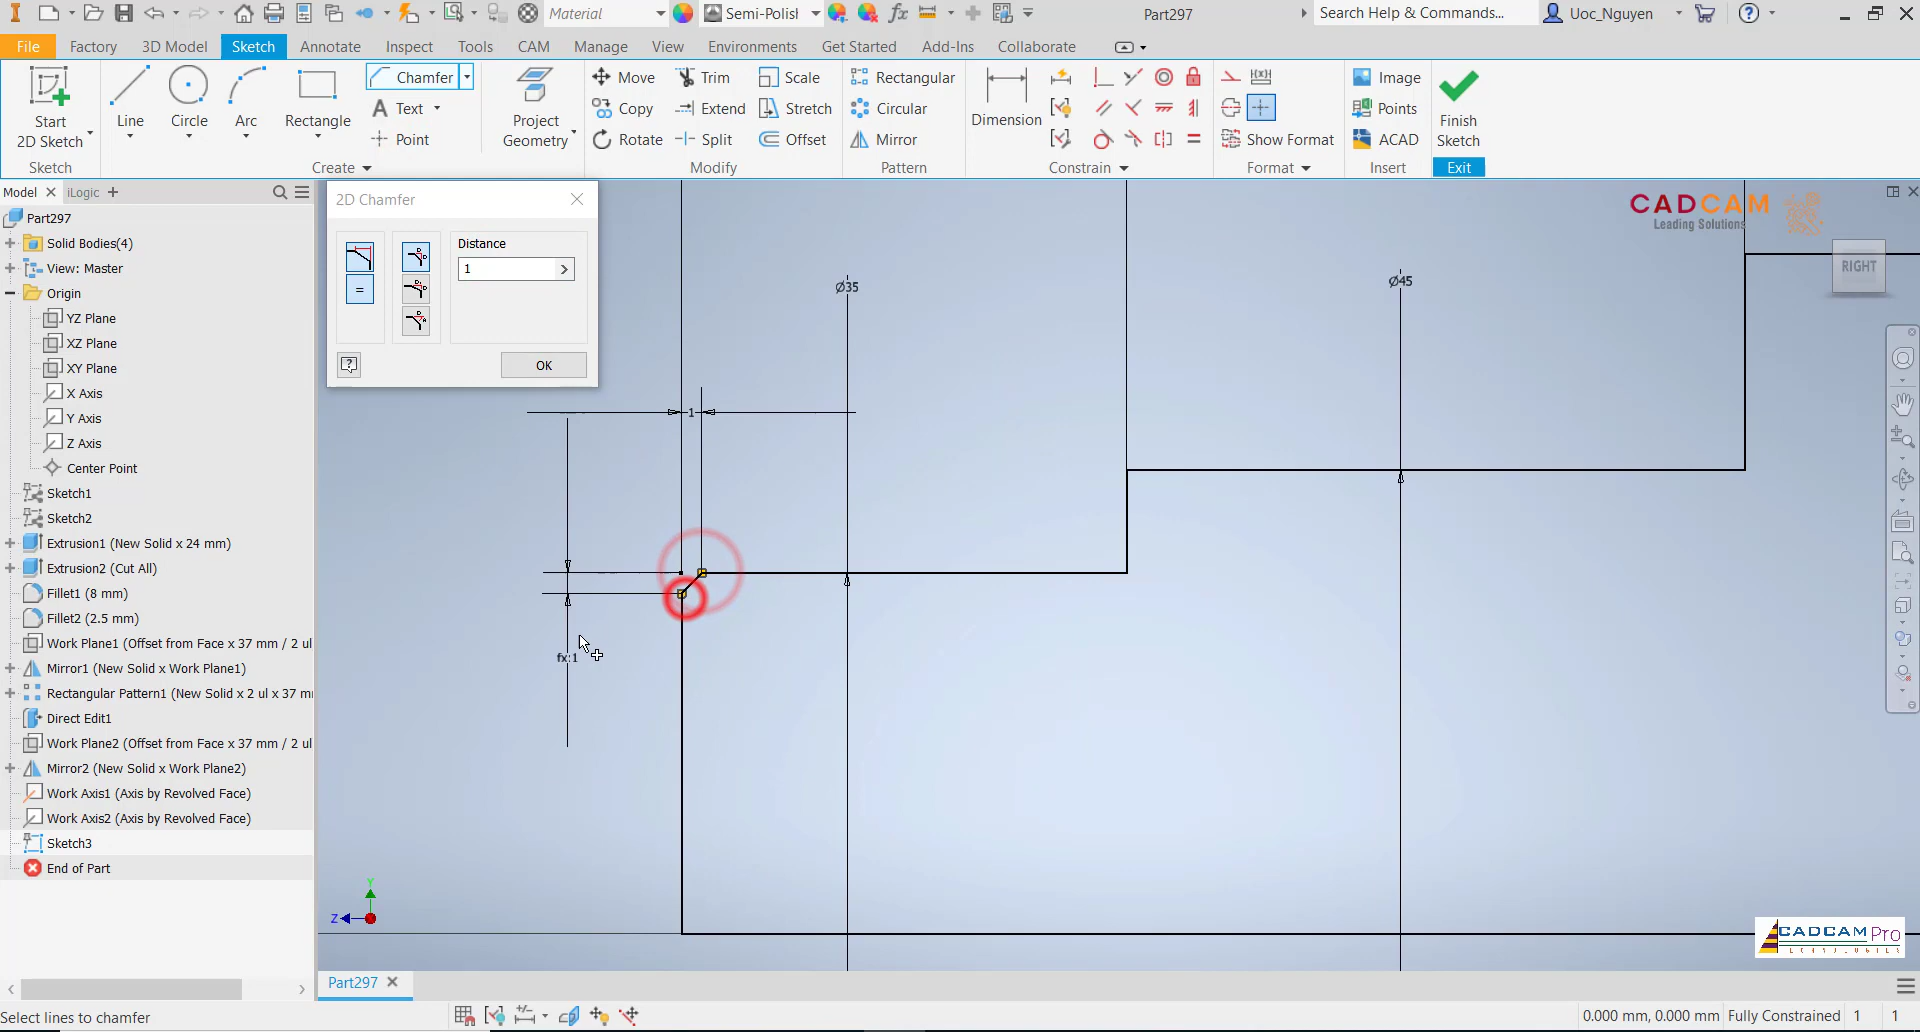 Material
Semi-Polisl
Part297
Search Help & Commands...
Uoc_Nguyen
File
Factory
3D Model
Sketch
Annotate
Inspect
Tools
CAM
Manage
View
Environments
Get Started
Add-Ins
Collaborate
Start
2D Sketch
Line
Circle
Arc
Rectangle
Chamfer
Text
Point
Project
Geometry
Move
Copy
Rotate
Trim
Extend
Split
Scale
Stretch
Offset
Rectangular
Circular
Mirror
Dimension
Show Format
Image
Points
ACAD
Finish
Sketch
Sketch
Create
Modify
Pattern
Constrain
Format
Insert
Exit
Model
iLogic
Part297
Solid Bodies(4)
View: Master
Origin
YZ Plane
XZ Plane
XY Plane
X Axis
Y Axis
Z Axis
Center Point
Sketch1
Sketch2
Extrusion1 (New Solid x 24 mm)
Extrusion2 (Cut All)
Fillet1 (8 mm)
Fillet2 (2.5 mm)
Work Plane1 (Offset from Face x 37 mm / 2 ul
Mirror1 (New Solid x Work Plane1)
Rectangular Pattern1 (New Solid x 2 ul x 37 m
Direct Edit1
Work Plane2 (Offset from Face x 37 mm / 2 ul
Mirror2 (New Solid x Work Plane2)
Work Axis1 (Axis by Revolved Face)
Work Axis2 (Axis by Revolved Face)
Sketch3
End of Part
2D Chamfer
Distance
1
=
OK
Ø35
Ø45
1
fx:1
CADCAM
Leading Solutions
RIGHT
Y
Z
CADCAM Pro
Part297
Select lines to chamfer
0.000 mm, 0.000 mm
Fully Constrained
1
1